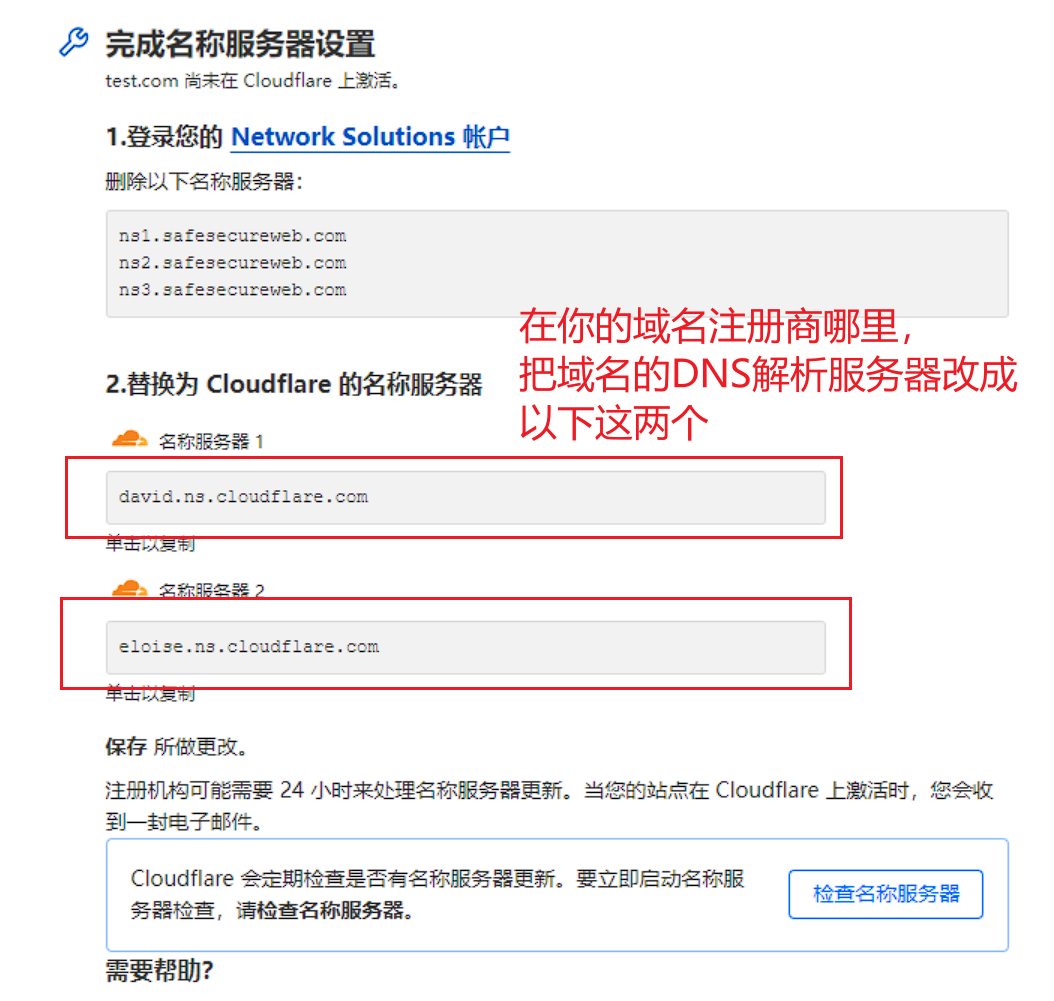 完成名称服务器设置
test.com 尚未在 Cloudflare 上激活。
1.登录您的 Network Solutions 帐户
删除以下名称服务器：
ns1.safesecureweb.com
ns2.safesecureweb.com
ns3.safesecureweb.com
在你的域名注册商哪里，
把域名的DNS解析服务器改成
以下这两个
2.替换为 Cloudflare 的名称服务器
名称服务器 1
david.ns.cloudflare.com
单击以复制
名称服务器 2
eloise.ns.cloudflare.com
单击以复制
保存 所做更改。
注册机构可能需要 24 小时来处理名称服务器更新。当您的站点在 Cloudflare 上激活时，您会收
到一封电子邮件。
Cloudflare 会定期检查是否有名称服务器更新。要立即启动名称服
务器检查，请检查名称服务器。
检查名称服务器
需要帮助?